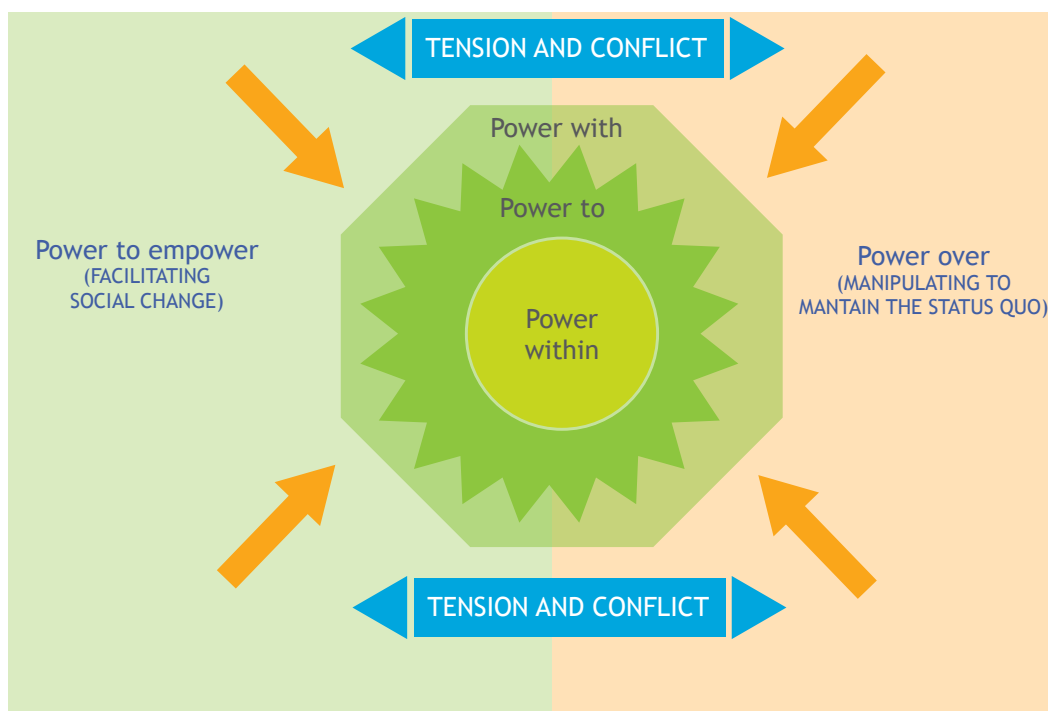 TENSION AND CONFLICT
Power with
Power to
Power to empower
(FACILITATING
SOCIAL CHANGE)
Power
within
Power over
(MANIPULATING TO
MANTAIN THE STATUS QUO)
TENSION AND CONFLICT